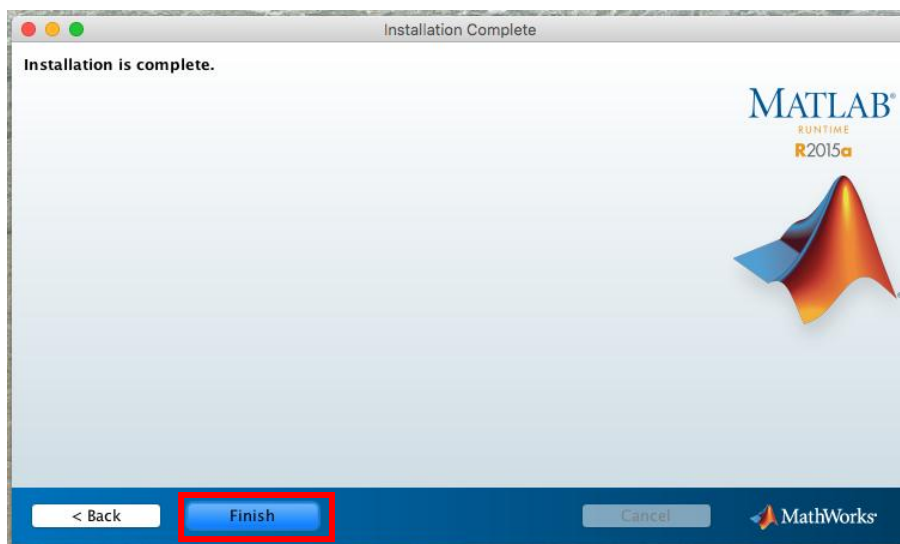 Installation Complete
Installation is complete.
MATLAB®
RUNTIME
R2015a
®
< Back
Finish
Cancel
MathWorks®